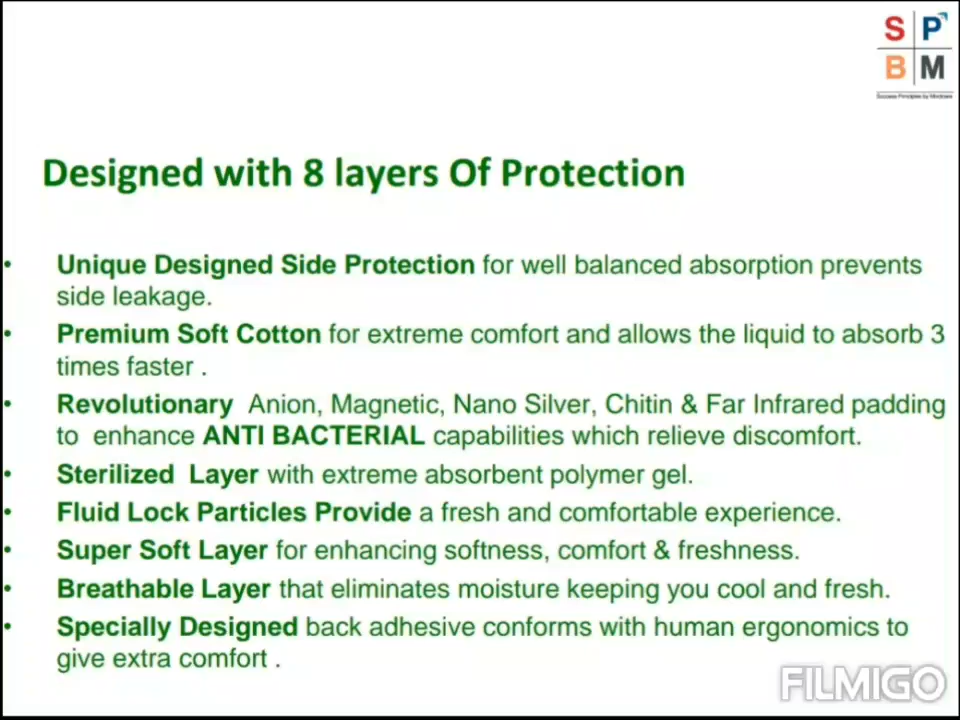 S P
B M
Success Principles by Mindcare
Designed with 8 layers Of Protection
• Unique Designed Side Protection for well balanced absorption prevents
side leakage.
• Premium Soft Cotton for extreme comfort and allows the liquid to absorb 3
times faster .
• Revolutionary Anion, Magnetic, Nano Silver, Chitin & Far Infrared padding
to enhance ANTI BACTERIAL capabilities which relieve discomfort.
• Sterilized Layer with extreme absorbent polymer gel.
• Fluid Lock Particles Provide a fresh and comfortable experience.
• Super Soft Layer for enhancing softness, comfort & freshness.
• Breathable Layer that eliminates moisture keeping you cool and fresh.
• Specially Designed back adhesive conforms with human ergonomics to
give extra comfort .
FILMIGO